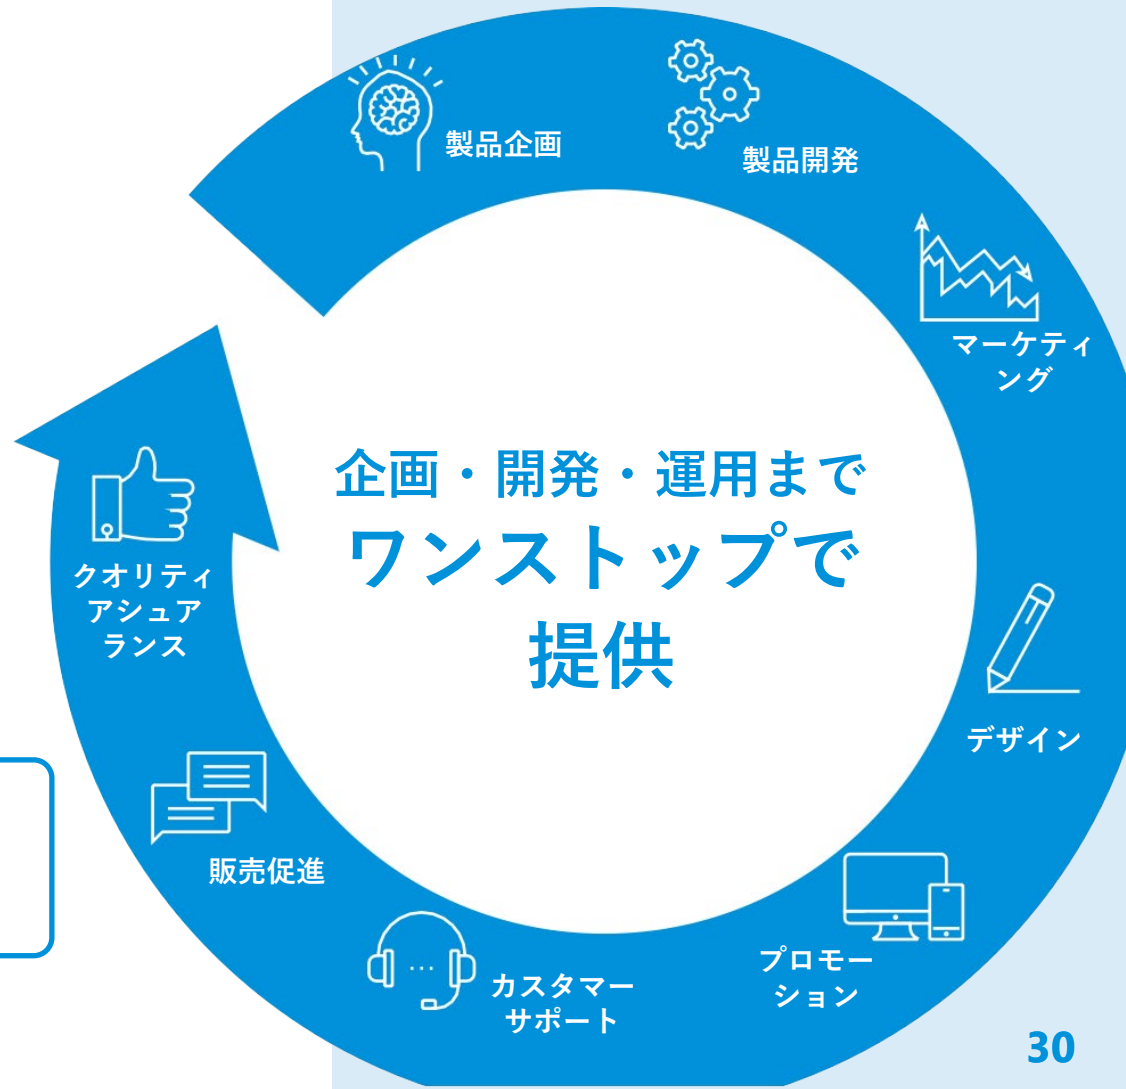 製品企画
製品開発
マーケティ
ング
企画・開発・運用まで
ワンストップで
提供
クオリティ
アシュア
ランス
デザイン
販売促進
プロモー
ション
カスタマー
サポート
30